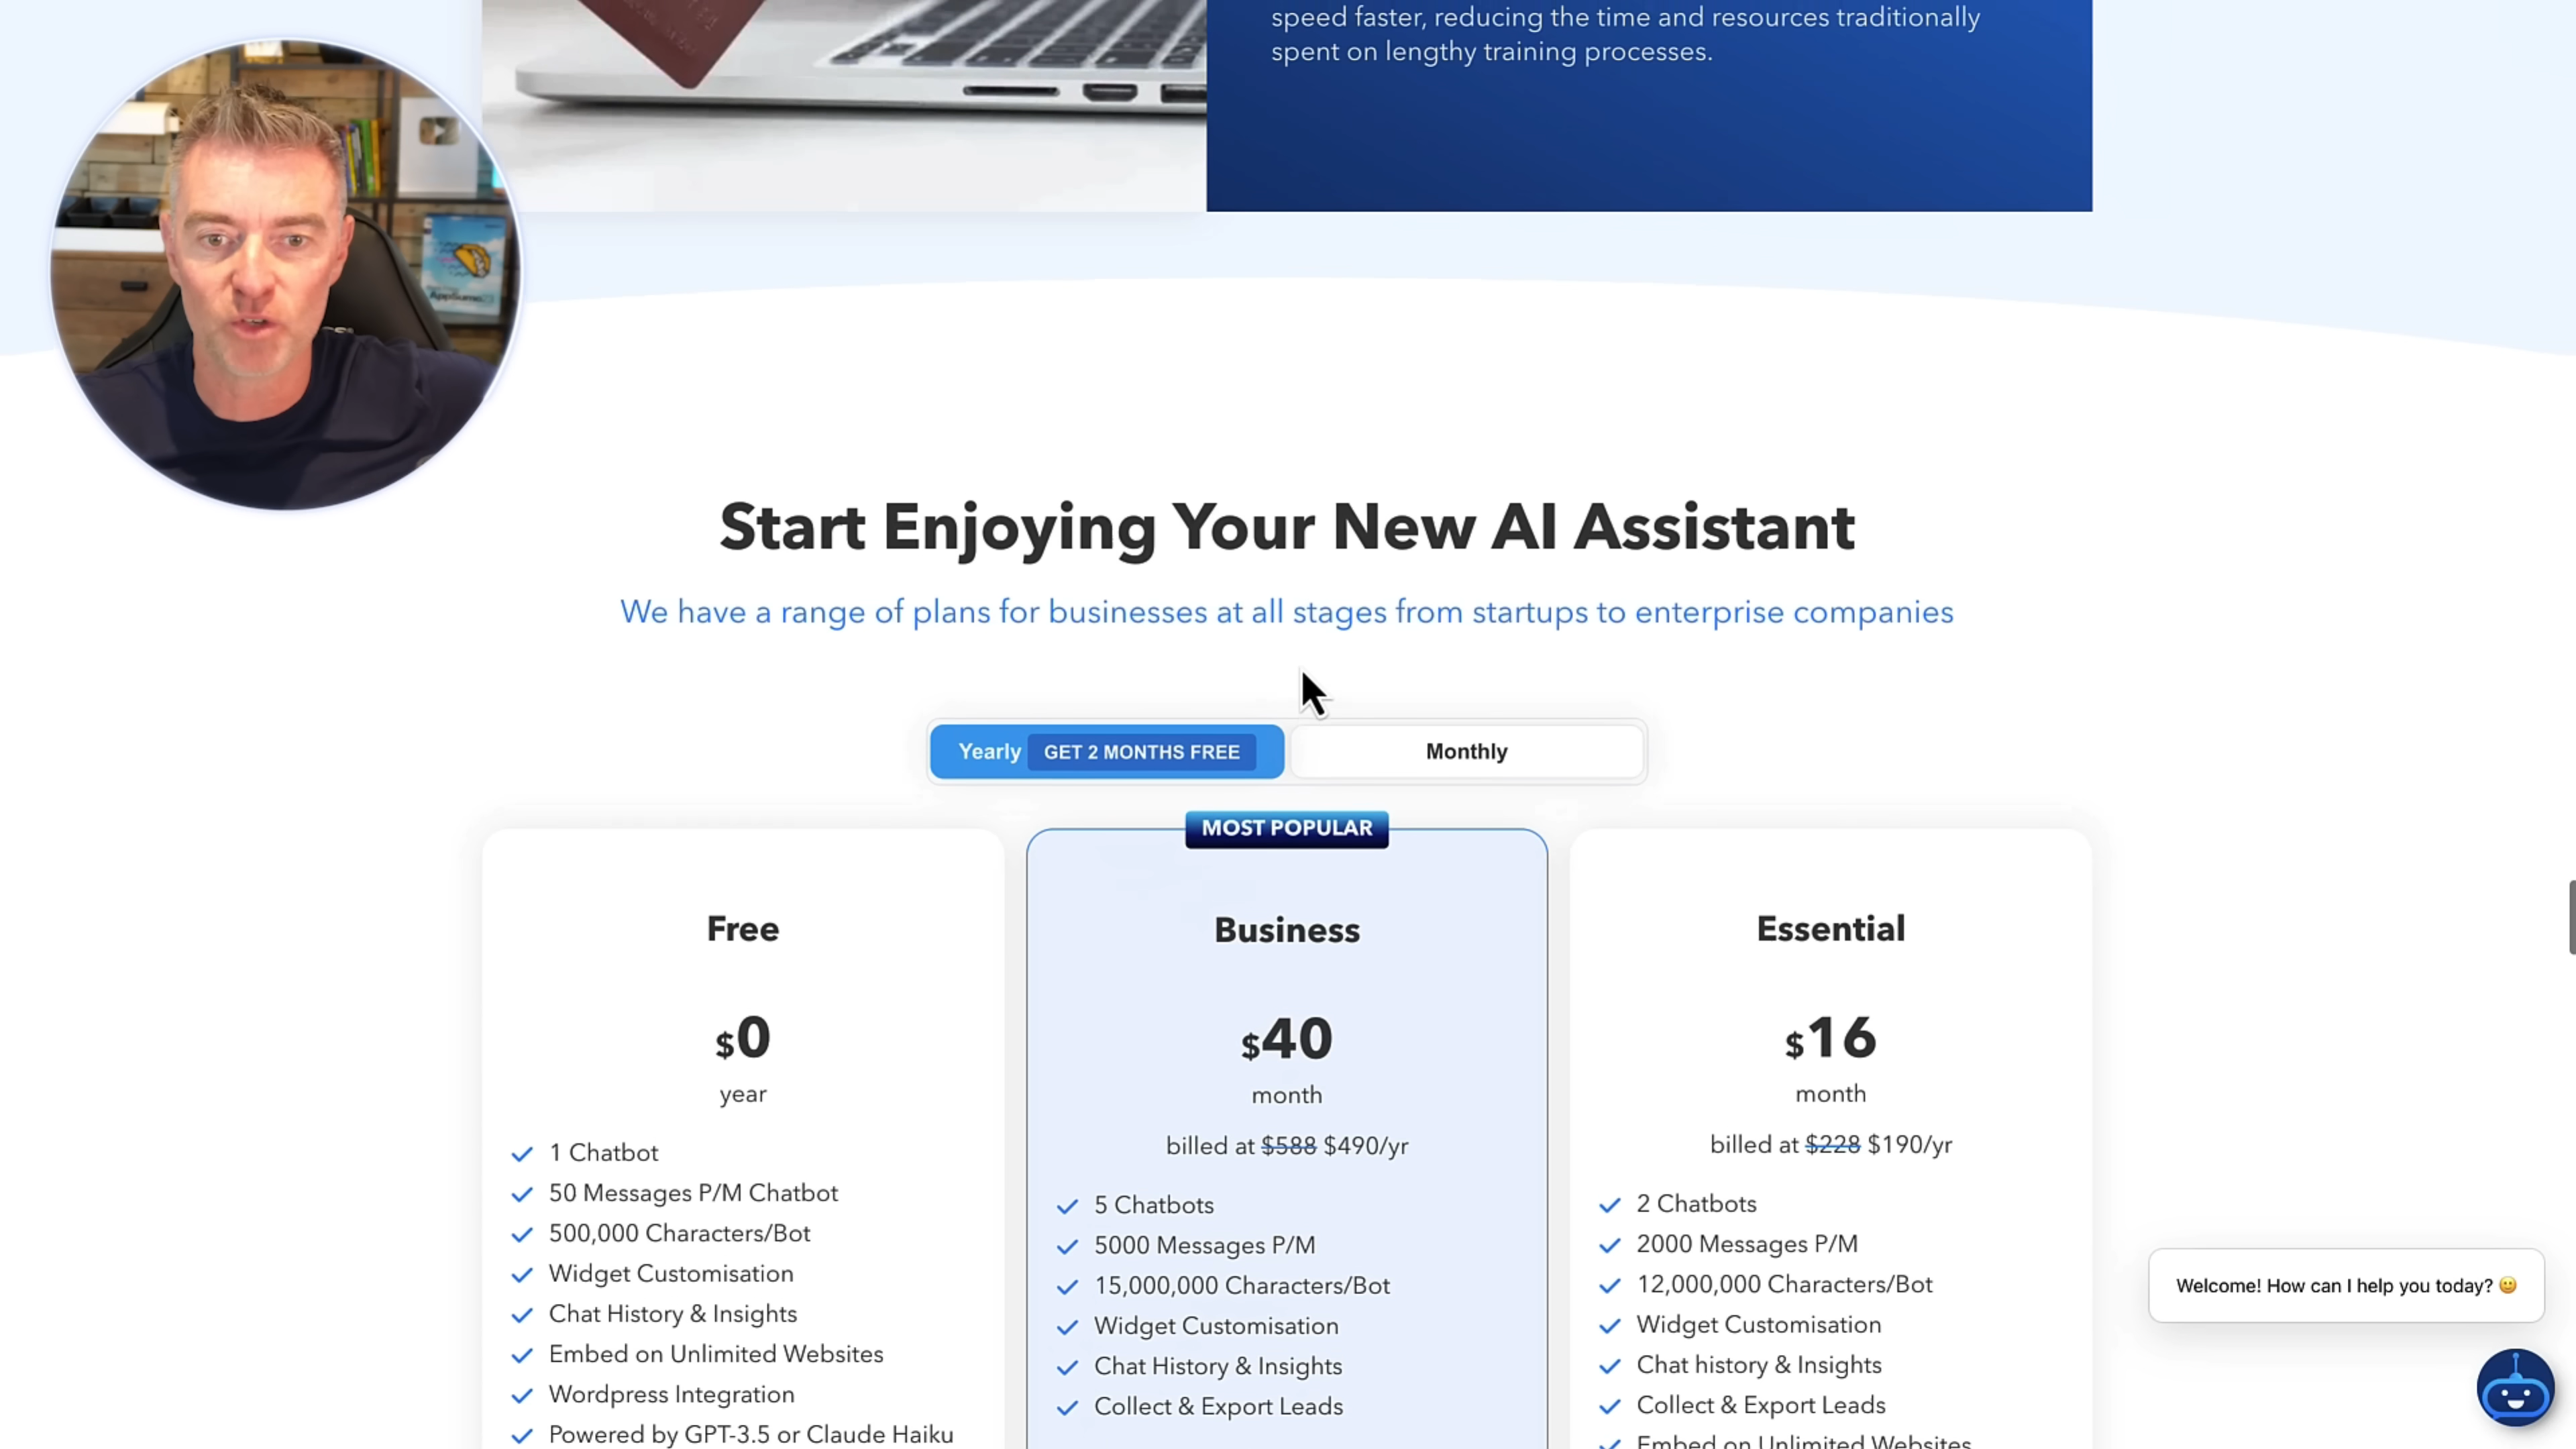 speed faster, reducing the time and resources traditionally
spent on lengthy training processes.
AppSumo
Start Enjoying Your New AI Assistant
We have a range of plans for businesses at all stages from startups to enterprise companies
Yearly GET 2 MONTHS FREE Monthly
MOST POPULAR
Free
$0
year
1 Chatbot
50 Messages P/M Chatbot
500,000 Characters/Bot
Widget Customisation
Chat History & Insights
Embed on Unlimited Websites
Wordpress Integration
Powered by GPT-3.5 or Claude Haiku
Business
$40
month
billed at $588 $490/yr
5 Chatbots
5000 Messages P/M
15,000,000 Characters/Bot
Widget Customisation
Chat History & Insights
Collect & Export Leads
Essential
$16
month
billed at $228 $190/yr
2 Chatbots
2000 Messages P/M
12,000,000 Characters/Bot
Widget Customisation
Chat history & Insights
Collect & Export Leads
Embed on Unlimited Websites
Welcome! How can I help you today? 😀